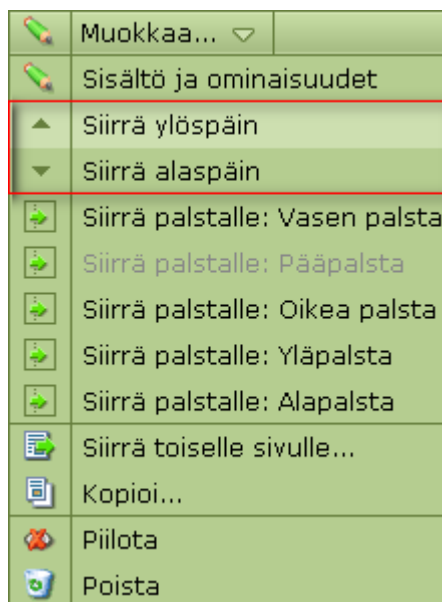 Muokkaa...
Sisältö ja ominaisuudet
Siirrä ylöspäin
Siirrä alaspäin
Siirrä palstalle: Vasen palsta
Siirrä palstalle: Pääpalsta
Siirrä palstalle: Oikea palsta
Siirrä palstalle: Yläpalsta
Siirrä palstalle: Alapalsta
Siirrä toiselle sivulle...
Kopioi...
Piilota
Poista